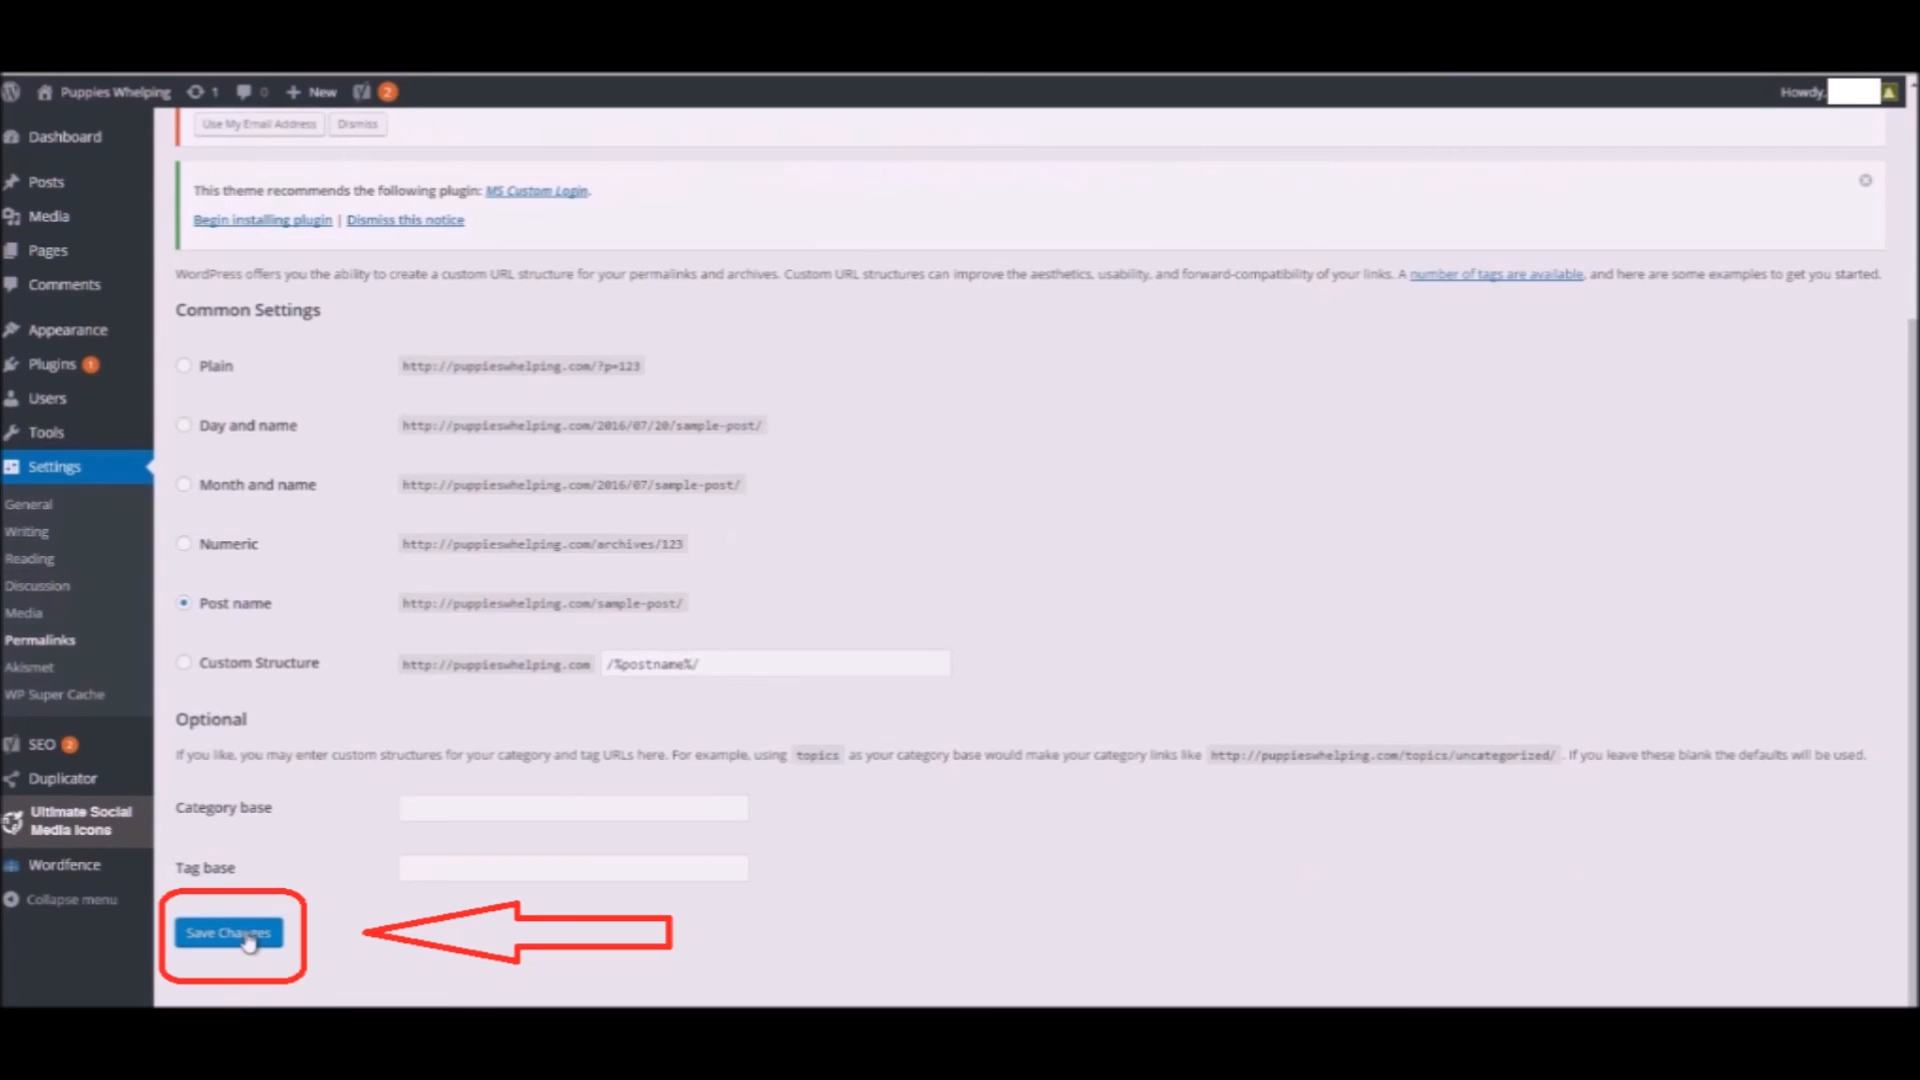 Puppies Whelping 1 0 New 2 Howdy,
Dashboard
Posts
Media
Pages
Comments
Appearance
Plugins 1
Users
Tools
Settings
General
Writing
Reading
Discussion
Media
Permalinks
Akismet
WP Super Cache
SEO 2
Duplicator
Ultimate Social
Media Icons
Wordfence
Collapse menu
Use My Email Address Dismiss
This theme recommends the following plugin: MS Custom Login.
Begin installing plugin | Dismiss this notice
WordPress offers you the ability to create a custom URL structure for your permalinks and archives. Custom URL structures can improve the aesthetics, usability, and forward-compatibility of your links. A number of tags are available, and here are some examples to get you started.
Common Settings
Plain http://puppieswhelping.com/?p=123
Day and name http://puppieswhelping.com/2016/07/20/sample-post/
Month and name http://puppieswhelping.com/2016/07/sample-post/
Numeric http://puppieswhelping.com/archives/123
Post name http://puppieswhelping.com/sample-post/
Custom Structure http://puppieswhelping.com /%postname%/
Optional
If you like, you may enter custom structures for your category and tag URLs here. For example, using topics as your category base would make your category links like http://puppieswhelping.com/topics/uncategorized/ . If you leave these blank the defaults will be used.
Category base
Tag base
Save Changes